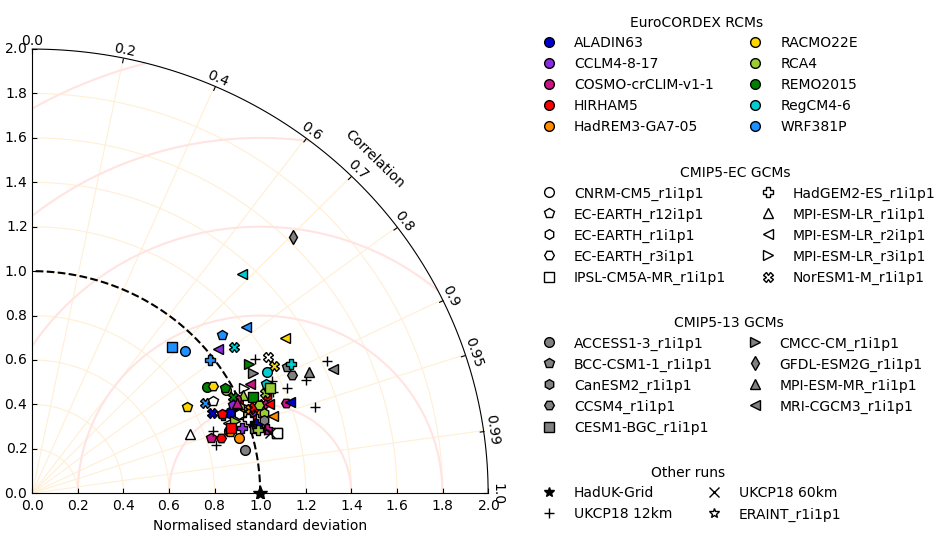 0.0
0.2
0.4
0.6
Correlation
0.7
0.8
0.9
0.95
0.99
1.0
2.0
1.8
1.6
1.4
1.2
1.0
0.8
0.6
0.4
0.2
0.0
0.0 0.2 0.4 0.6 0.8 1.0 1.2 1.4 1.6 1.8 2.0
Normalised standard deviation
EuroCORDEX RCMs
ALADIN63 RACMO22E
CCLM4-8-17 RCA4
COSMO-crCLIM-v1-1 REMO2015
HIRHAM5 RegCM4-6
HadREM3-GA7-05 WRF381P
CMIP5-EC GCMs
CNRM-CM5_r1i1p1 HadGEM2-ES_r1i1p1
EC-EARTH_r12i1p1 MPI-ESM-LR_r1i1p1
EC-EARTH_r1i1p1 MPI-ESM-LR_r2i1p1
EC-EARTH_r3i1p1 MPI-ESM-LR_r3i1p1
IPSL-CM5A-MR_r1i1p1 NorESM1-M_r1i1p1
CMIP5-13 GCMs
ACCESS1-3_r1i1p1 CMCC-CM_r1i1p1
BCC-CSM1-1_r1i1p1 GFDL-ESM2G_r1i1p1
CanESM2_r1i1p1 MPI-ESM-MR_r1i1p1
CCSM4_r1i1p1 MRI-CGCM3_r1i1p1
CESM1-BGC_r1i1p1
Other runs
HadUK-Grid UKCP18 60km
UKCP18 12km ERAINT_r1i1p1